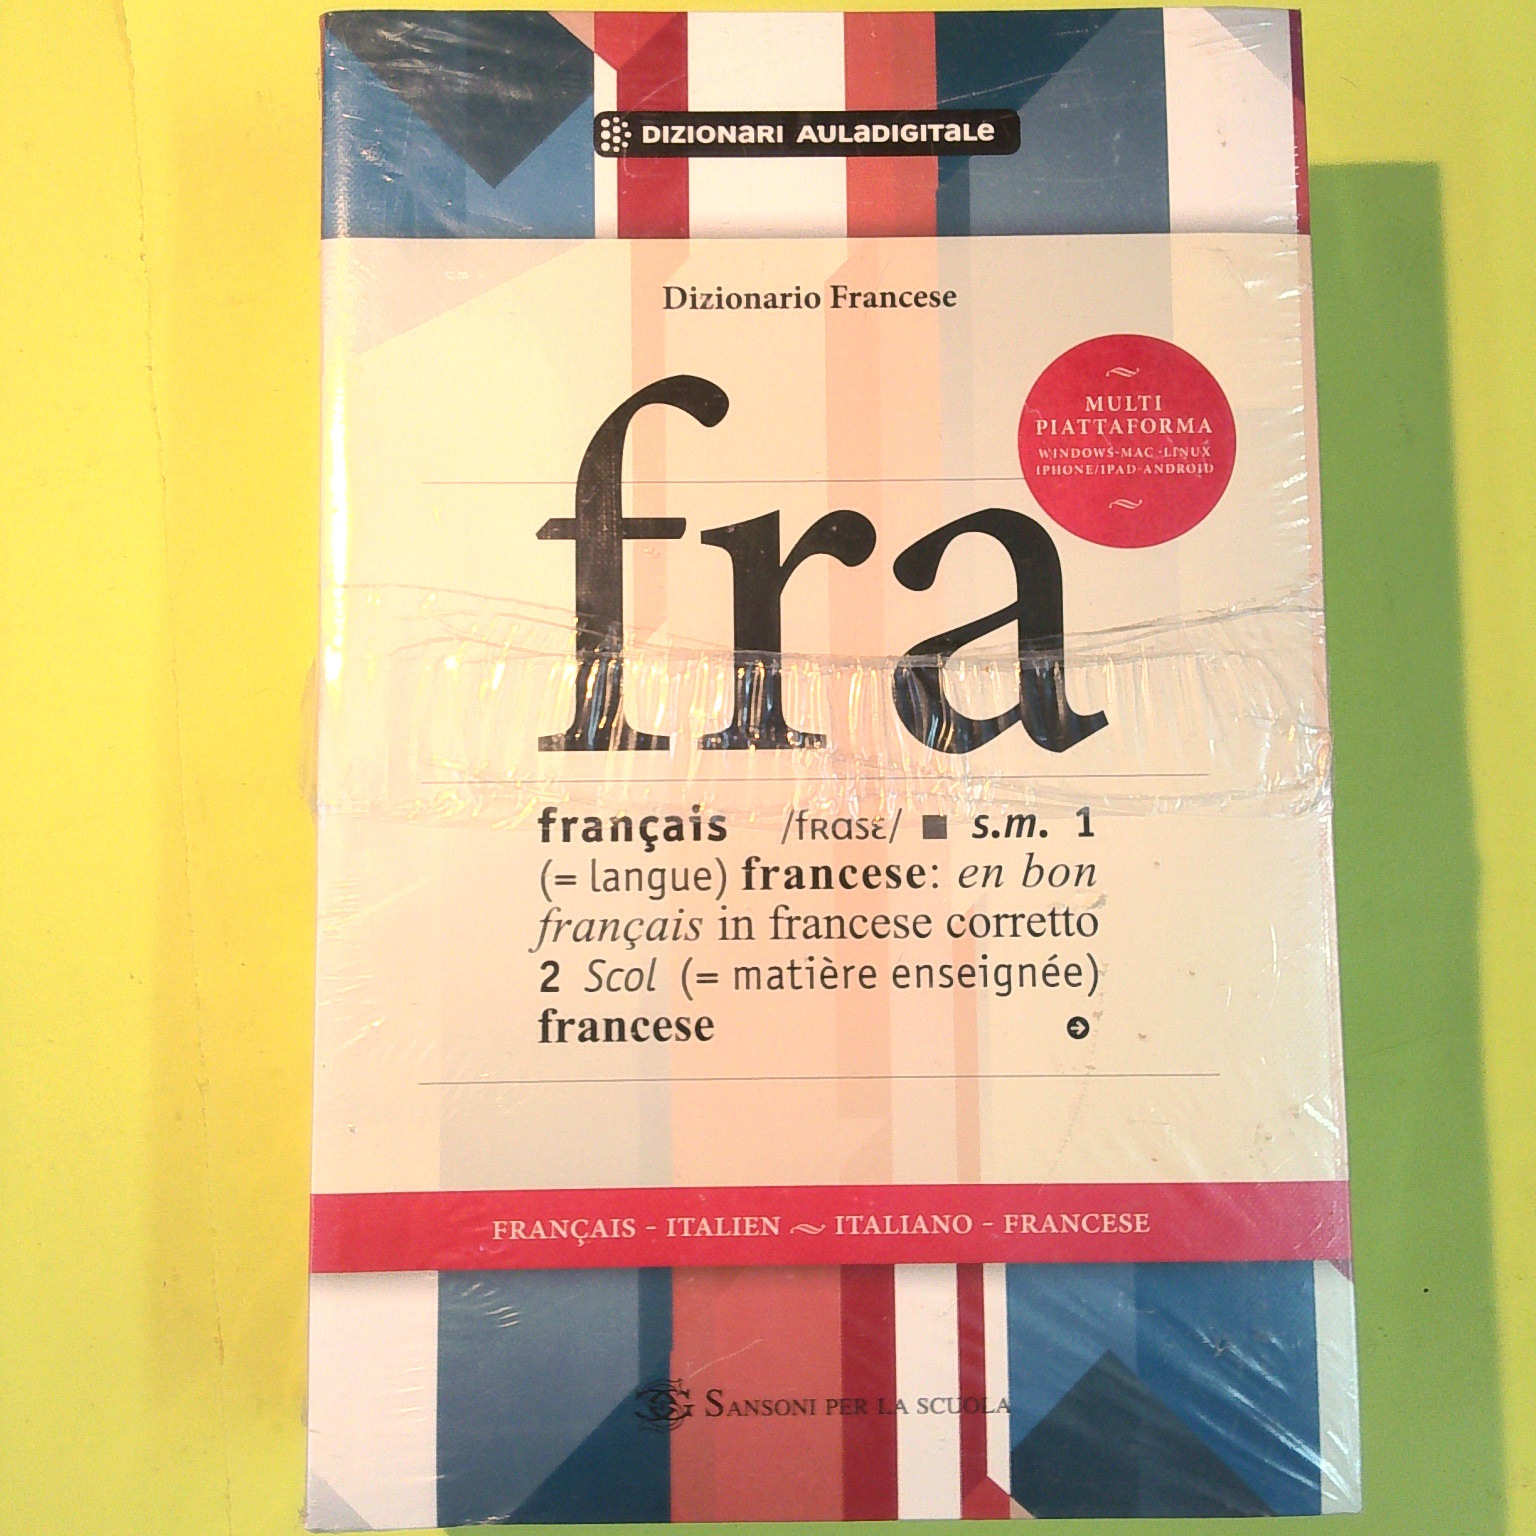 DIZIONARI AULADIGITALE
Dizionario Francese
MULTI
PIATTAFORMA
WINDOWS-MAC-LINUX
IPHONE/IPAD-ANDROID
fra
français /fRɑsɛ/ ■ s.m. 1
(= langue) francese: en bon
français in francese corretto
2 Scol (= matière enseignée)
francese
FRANÇAIS - ITALIEN ~ ITALIANO - FRANCESE
SANSONI PER LA SCUOLA